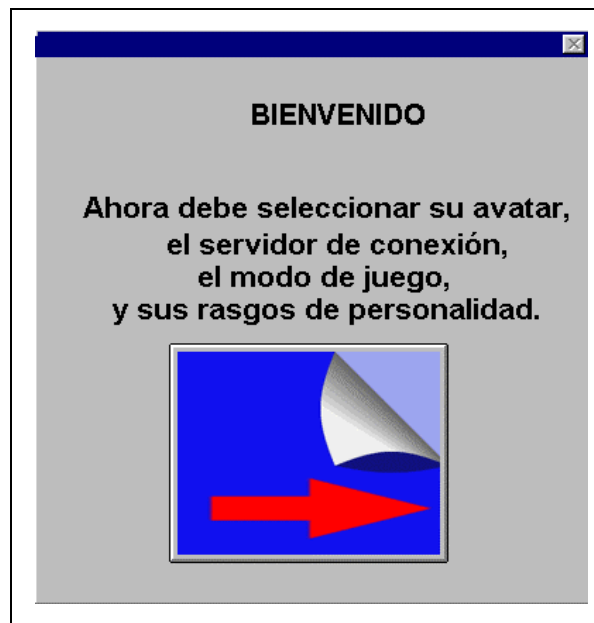 BIENVENIDO
Ahora debe seleccionar su avatar,
el servidor de conexión,
el modo de juego,
y sus rasgos de personalidad.